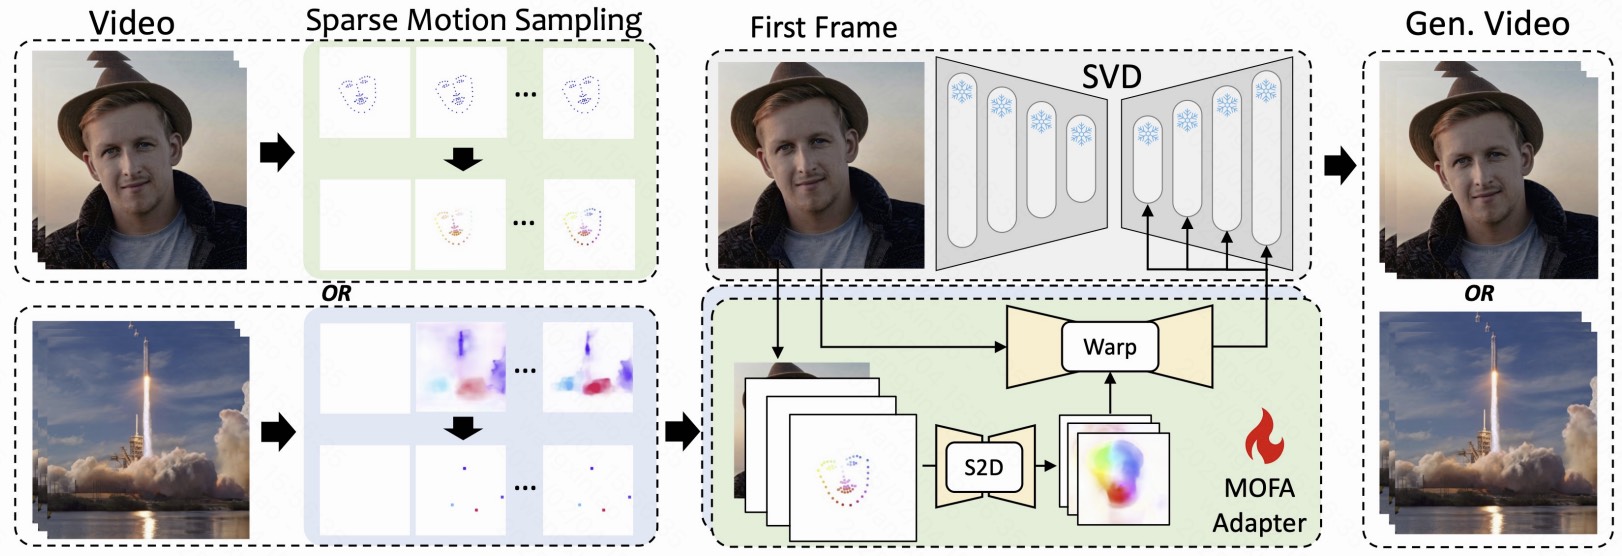 Video
Sparse Motion Sampling
First Frame
Gen. Video
SVD
...
...
OR
OR
...
...
Warp
S2D
MOFA
Adapter